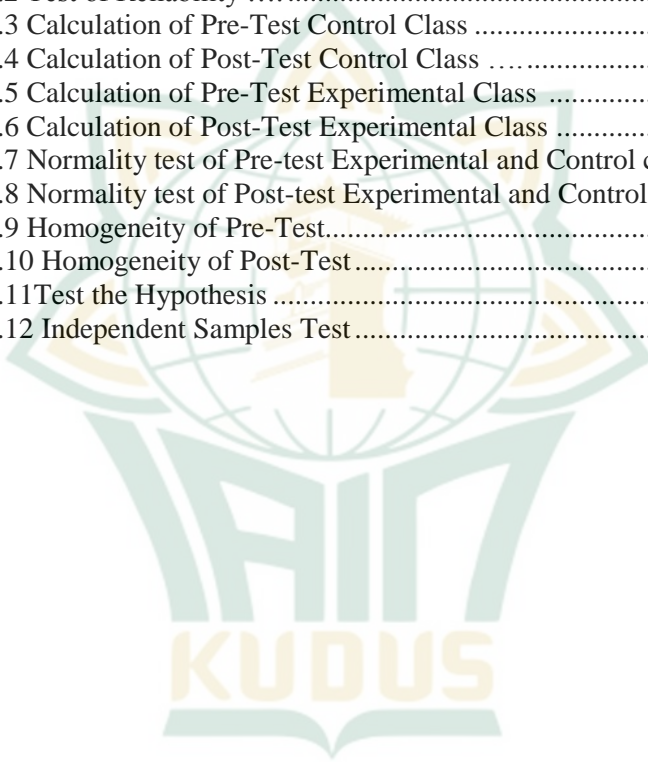 .3 Calculation of Pre-Test Control Class ..............................
.4 Calculation of Post-Test Control Class ….........................
.5 Calculation of Pre-Test Experimental Class ..................
.6 Calculation of Post-Test Experimental Class .................
.7 Normality test of Pre-test Experimental and Control
.8 Normality test of Post-test Experimental and Control
.9 Homogeneity of Pre-Test.......................................................
.10 Homogeneity of Post-Test...................................................
.11Test the Hypothesis ................................................................
.12 Independent Samples Test...................................................
IAIN
KUDUS